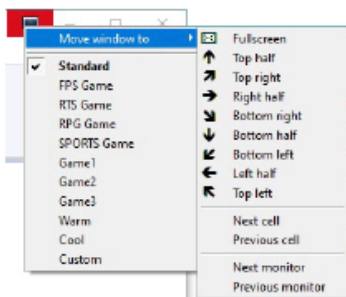 Move window to
Standard
FPS Game
RTS Game
RPG Game
SPORTS Game
Game1
Game2
Game3
Warm
Cool
Custom
Fullscreen
Top half
Top right
Right half
Bottom right
Bottom half
Bottom left
Left half
Top left
Next cell
Previous cell
Next monitor
Previous monitor